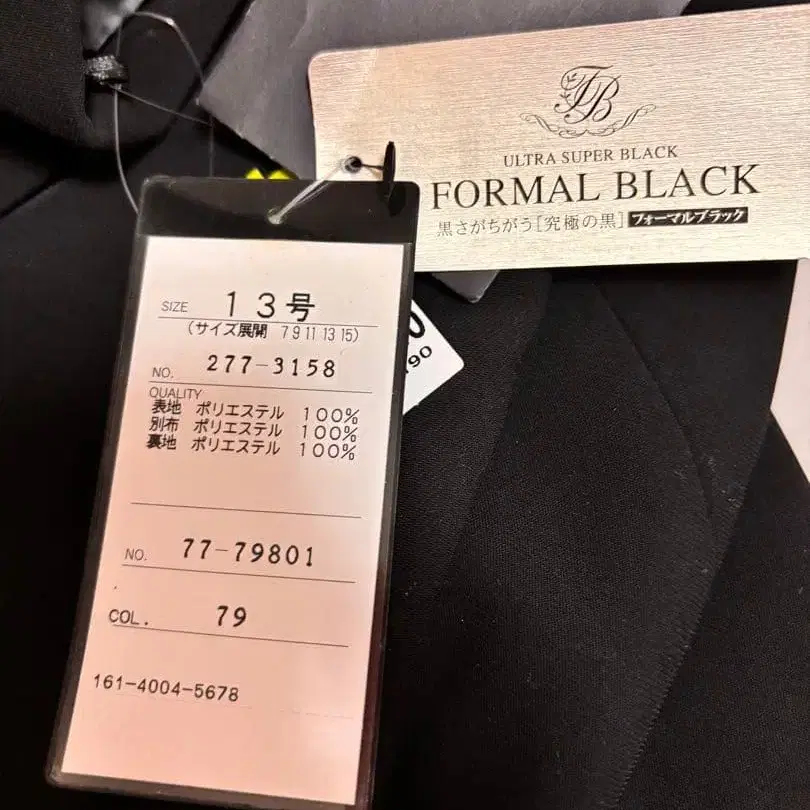 FB
ULTRA SUPER BLACK
FORMAL BLACK
黒さがちがう[究極の黒] フォーマルブラック
SIZE 13号
(サイズ展開 7 9 11 13 15)
NO. 277-3158
QUALITY
表地 ポリエステル 100%
別布 ポリエステル 100%
裏地 ポリエステル 100%
NO. 77-79801
COL. 79
161-4004-5678
90